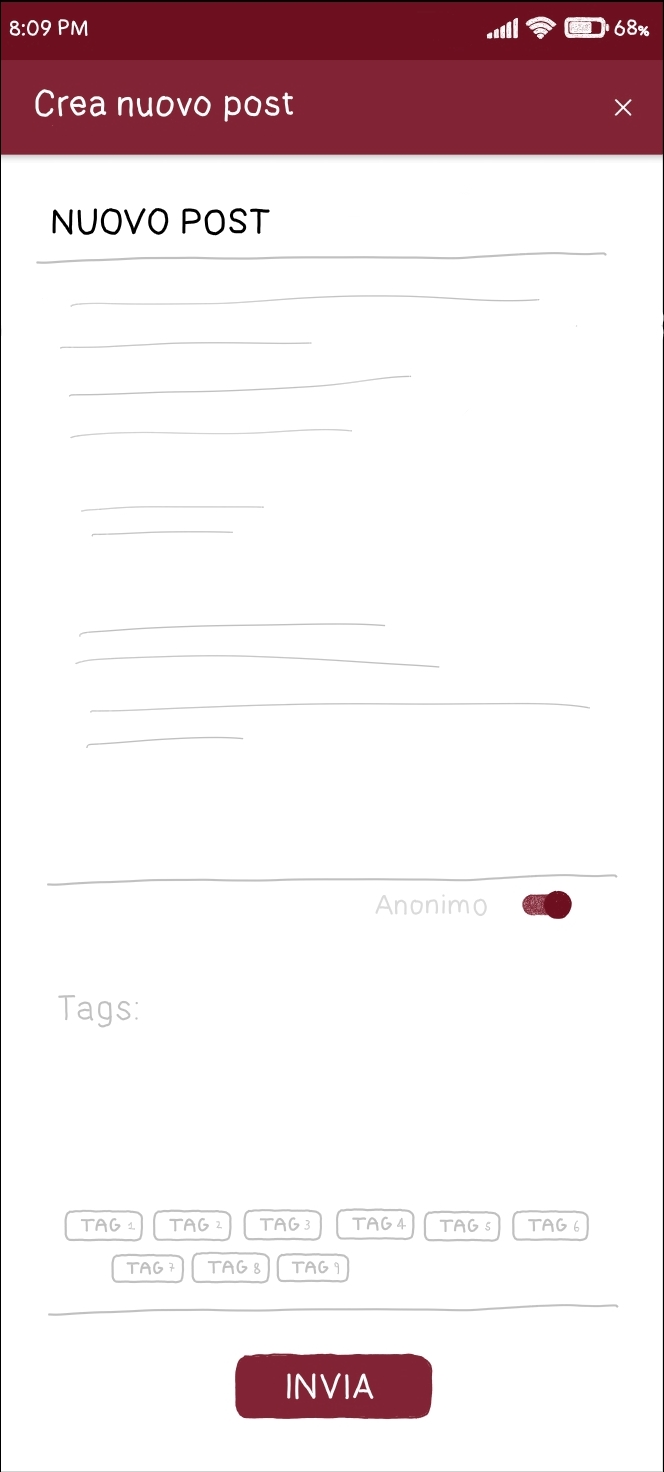 8:09 PM 68%
Crea nuovo post ×
NUOVO POST
Anonimo
Tags:
TAG 1 TAG 2 TAG 3 TAG 4 TAG 5 TAG 6
TAG 7 TAG 8 TAG 9
INVIA